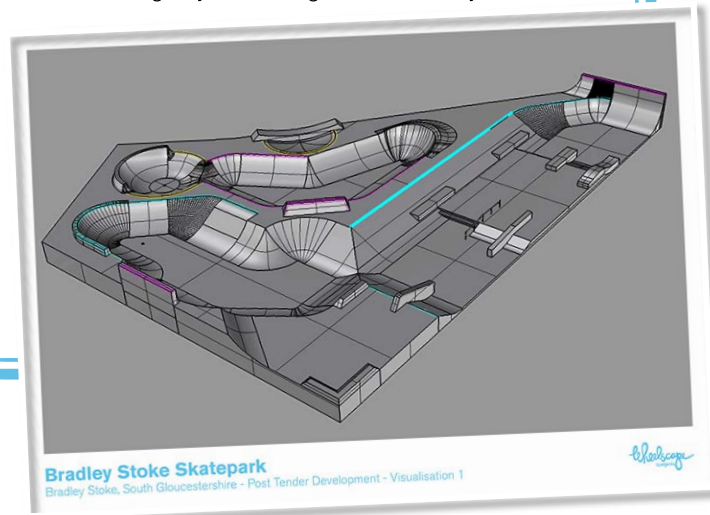 Bradley Stoke Skatepark
Bradley Stoke, South Gloucestershire - Post Tender Development - Visualisation 1
wheelscape